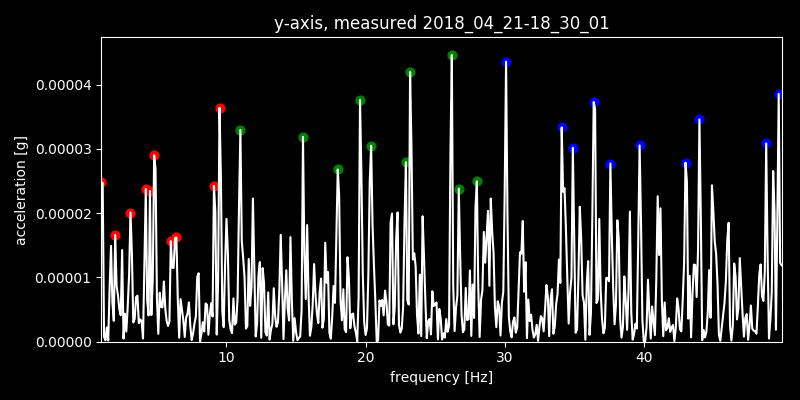 y-axis, measured 2018_04_21-18_30_01
0.00004
0.00003
0.00002
0.00001
0.00000
acceleration [g]
10 20 30 40
frequency [Hz]